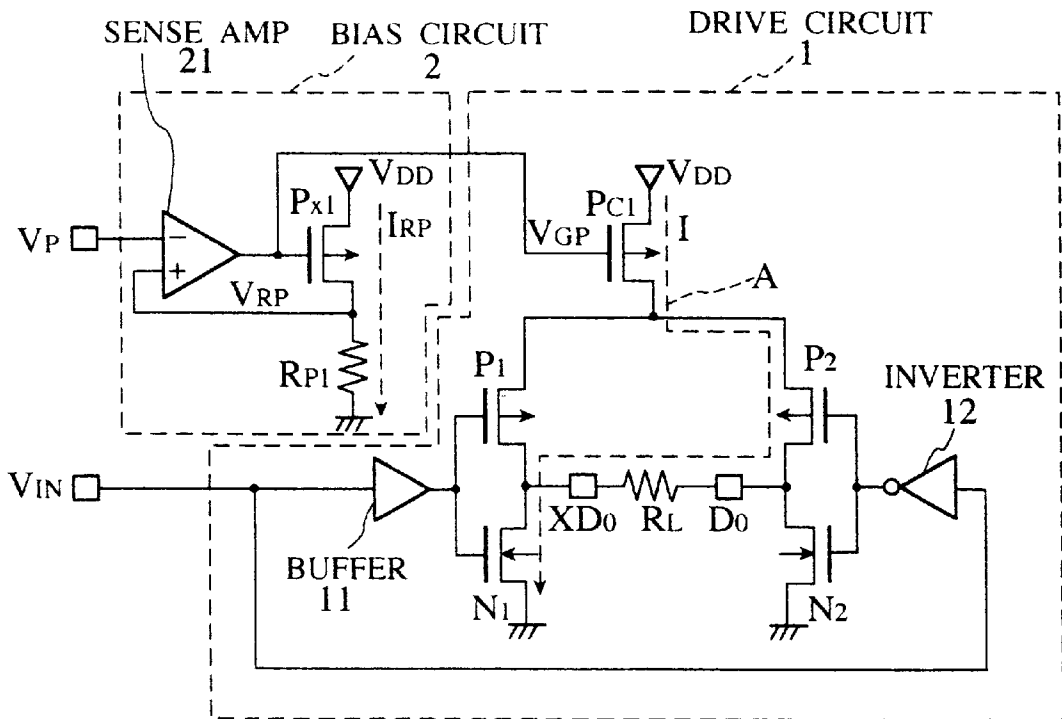 SENSE AMP
21
BIAS CIRCUIT
2
DRIVE CIRCUIT
1
VDD
VDD
PX1
PC1
IRP
VGP
I
VP
−
+
VRP
A
RP1
P1
P2
INVERTER
12
VIN
XD0
RL
D0
BUFFER
11
N1
N2